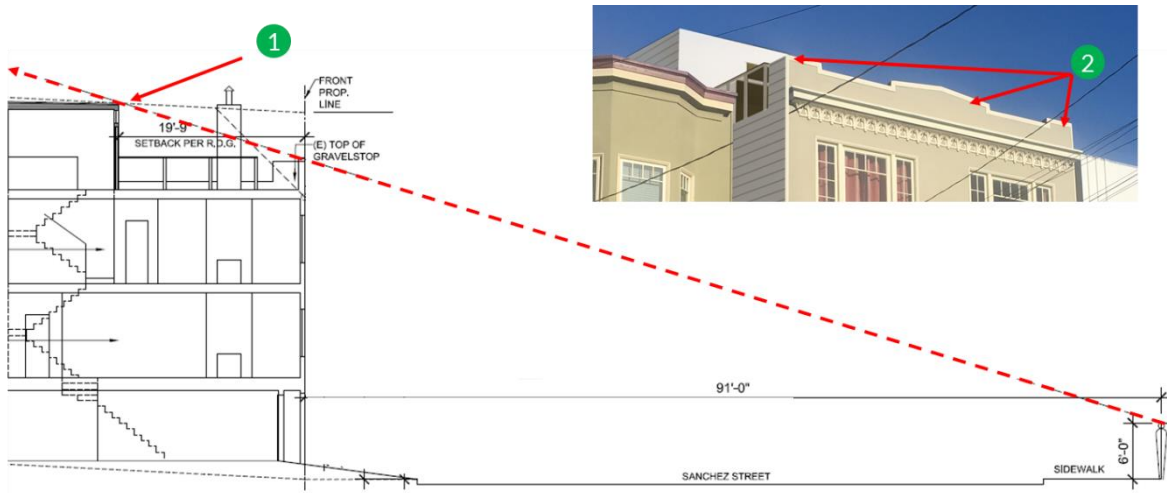 1
2
FRONT
PROP.
LINE
19'-9"
SETBACK PER R.D.G.
(E) TOP OF
GRAVELSTOP
91'-0"
6'-0"
SANCHEZ STREET
SIDEWALK